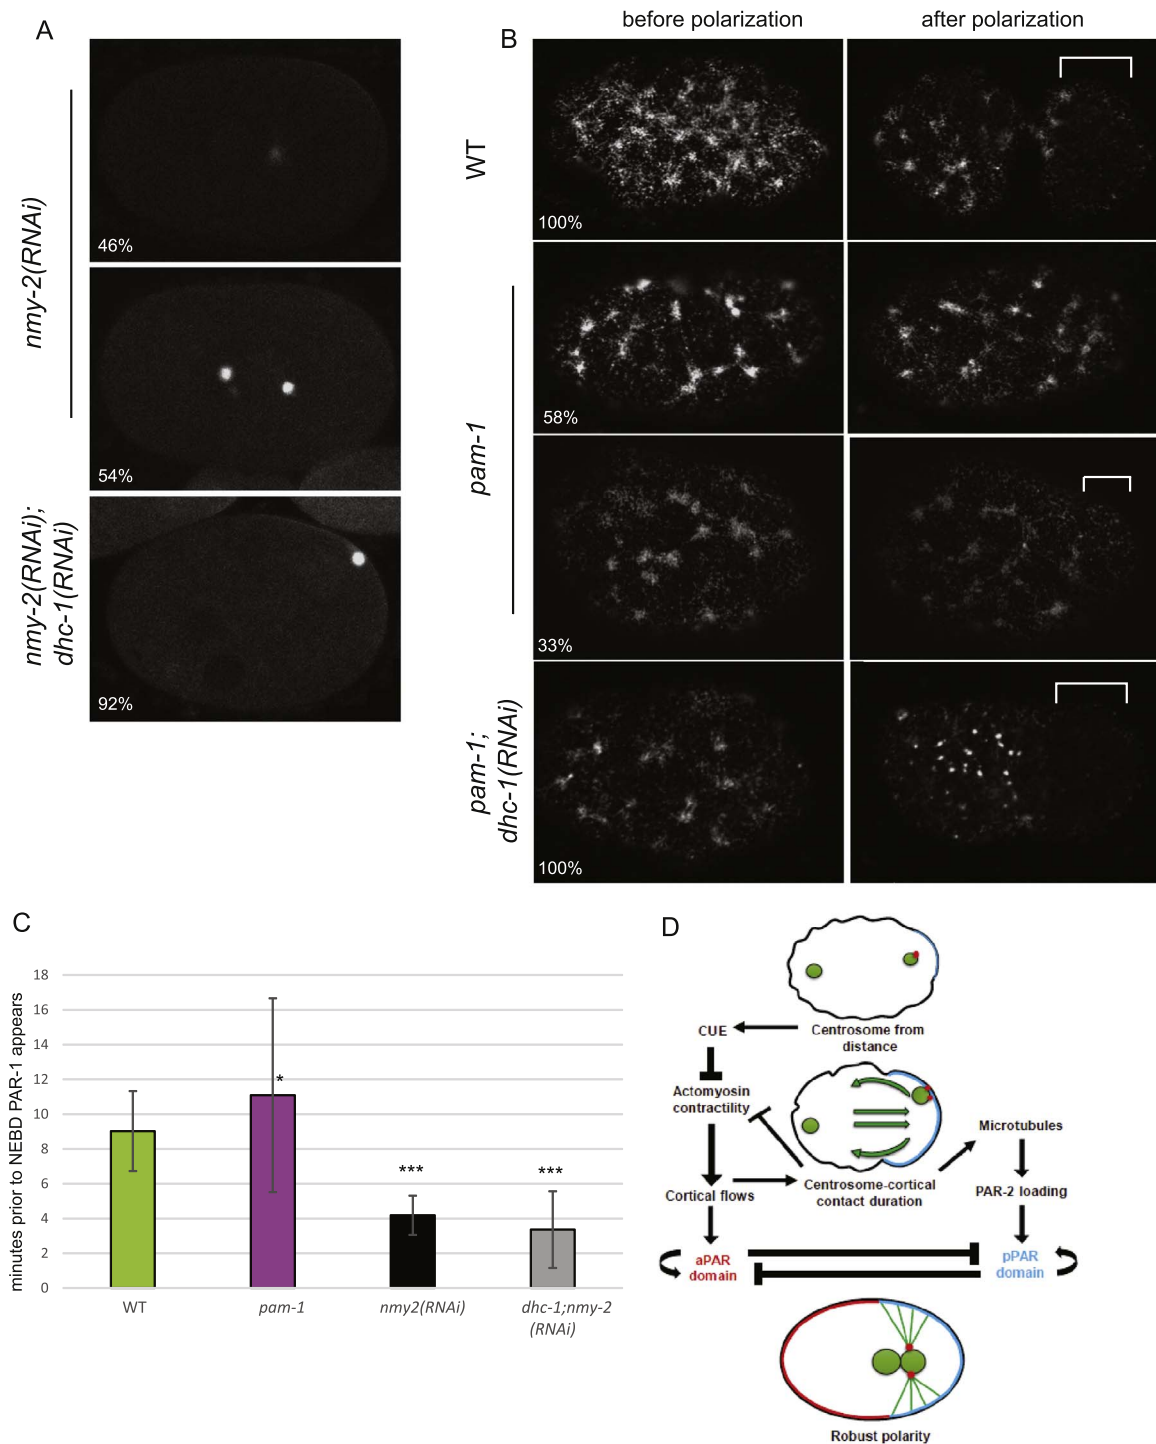 A
nmy-2(RNAi)
46%
54%
nmy-2(RNAi);
dhc-1(RNAi)
92%
B
before polarization
after polarization
WT
100%
pam-1
58%
33%
pam-1;
dhc-1(RNAi)
100%
C
minutes prior to NEBD PAR-1 appears
18
16
14
12
10
8
6
4
2
0
*
***
***
WT
pam-1
nmy2(RNAi)
dhc-1;nmy-2
(RNAi)
D
CUE
Centrosome from
distance
Actomyosin
contractility
Microtubules
Cortical flows
Centrosome-cortical
contact duration
PAR-2 loading
aPAR
domain
pPAR
domain
Robust polarity